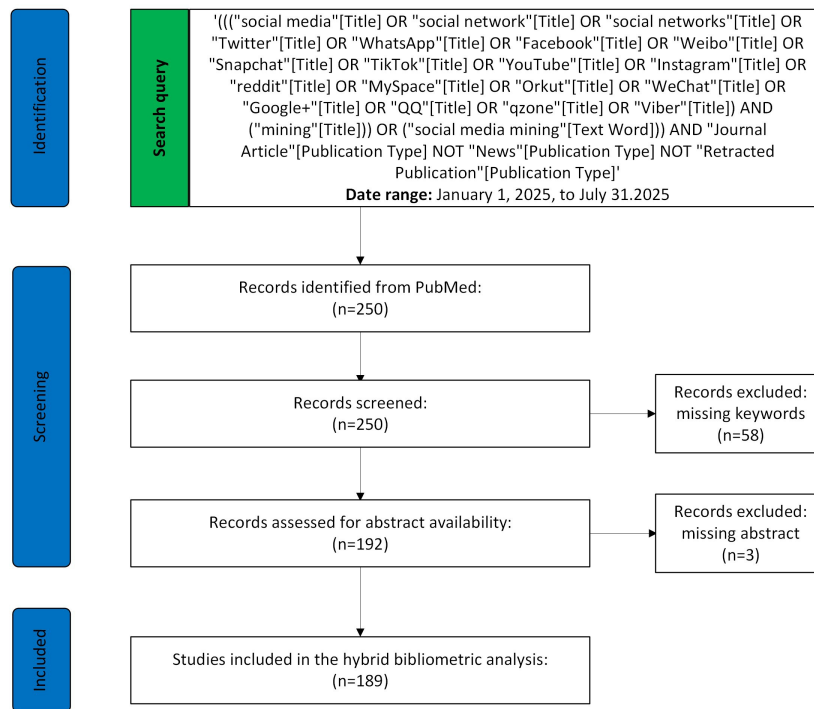 Identification
Search query
'((("social media"[Title] OR "social network"[Title] OR "social networks"[Title] OR
"Twitter"[Title] OR "WhatsApp"[Title] OR "Facebook"[Title] OR "Weibo"[Title] OR
"Snapchat"[Title] OR "TikTok"[Title] OR "YouTube"[Title] OR "Instagram"[Title] OR
"reddit"[Title] OR "MySpace"[Title] OR "Orkut"[Title] OR "WeChat"[Title] OR
"Google+"[Title] OR "QQ"[Title] OR "qzone"[Title] OR "Viber"[Title]) AND
("mining"[Title])) OR ("social media mining"[Text Word])) AND "Journal
Article"[Publication Type] NOT "News"[Publication Type] NOT "Retracted
Publication"[Publication Type]'
Date range: January 1, 2025, to July 31.2025
Screening
Records identified from PubMed:
(n=250)
Records screened:
(n=250)
Records excluded:
missing keywords
(n=58)
Records assessed for abstract availability:
(n=192)
Records excluded:
missing abstract
(n=3)
Included
Studies included in the hybrid bibliometric analysis:
(n=189)